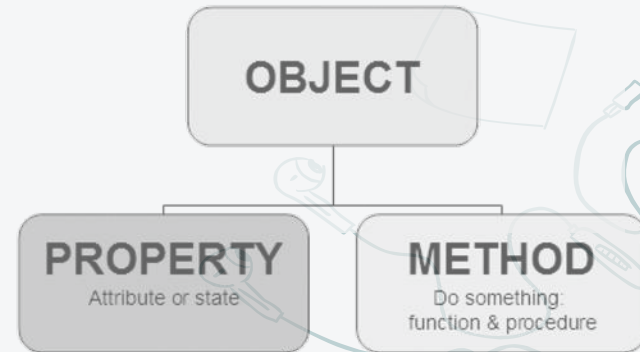 OBJECT
PROPERTY
Attribute or state
METHOD
Do something:
function & procedure